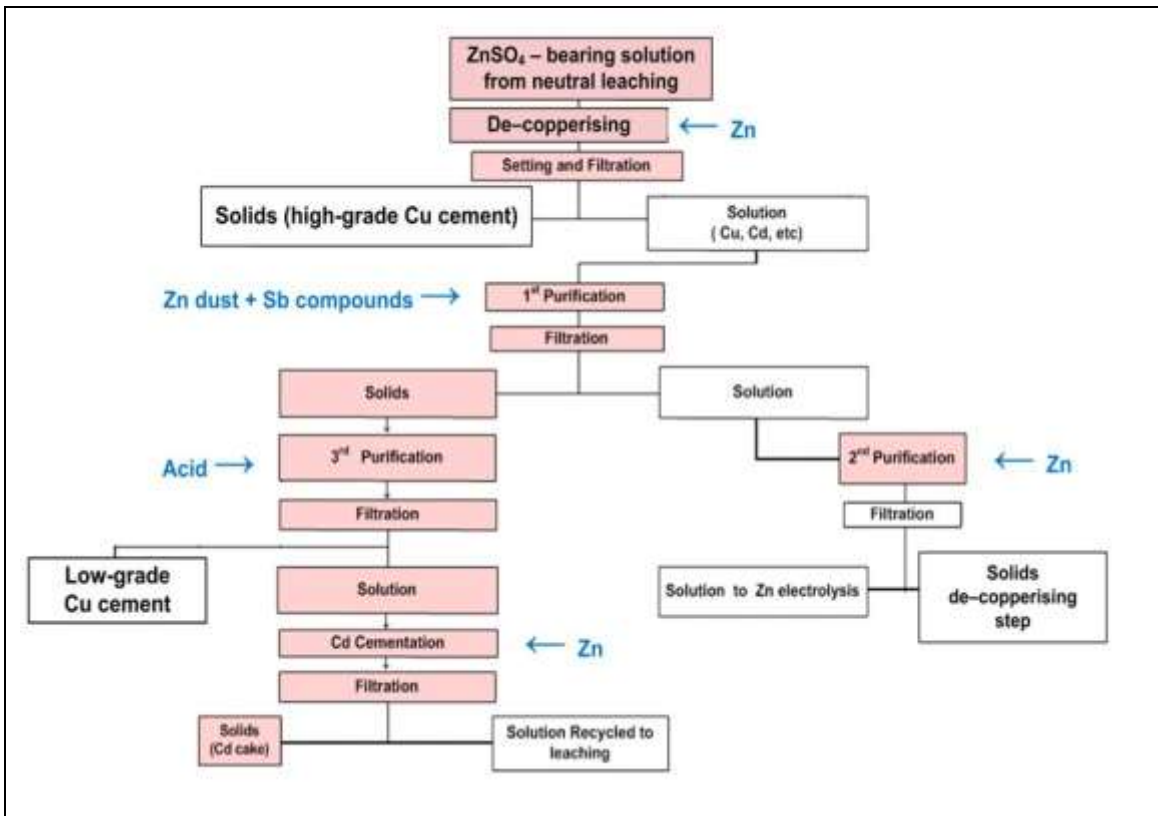 ZnSO₄ – bearing solution
from neutral leaching
De–copperising
← Zn
Setting and Filtration
Solids (high-grade Cu cement)
Solution
( Cu, Cd, etc)
Zn dust + Sb compounds →
1st Purification
Filtration
Solids
Solution
Acid →
3rd Purification
2nd Purification
← Zn
Filtration
Filtration
Low-grade
Cu cement
Solution
Solution to Zn electrolysis
Solids
de–copperising
step
Cd Cementation
← Zn
Filtration
Solids
(Cd cake)
Solution Recycled to
leaching